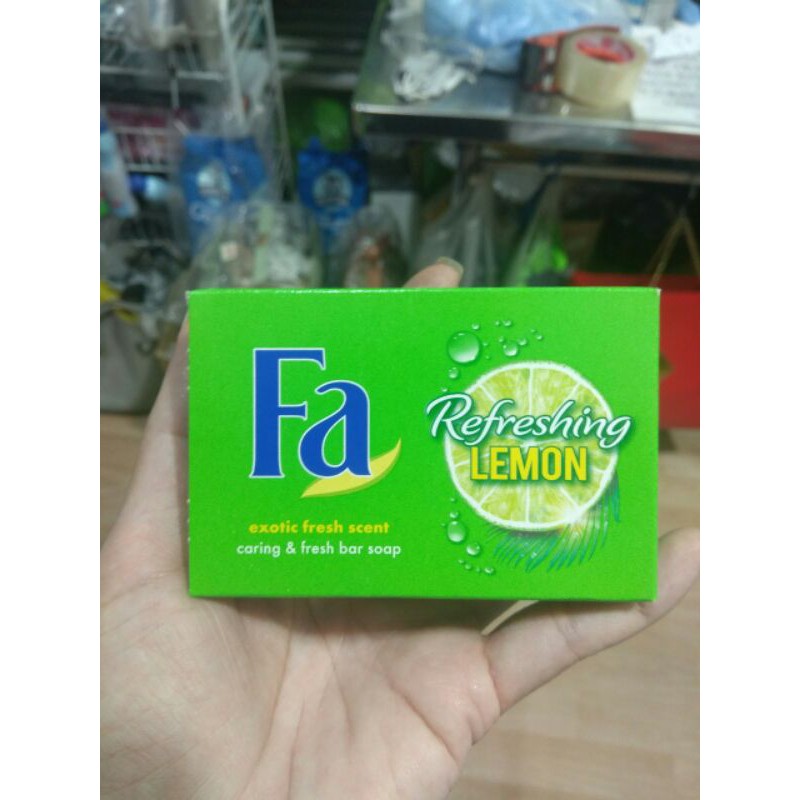 Fa
exotic fresh scent
caring & fresh bar soap
Refreshing
LEMON